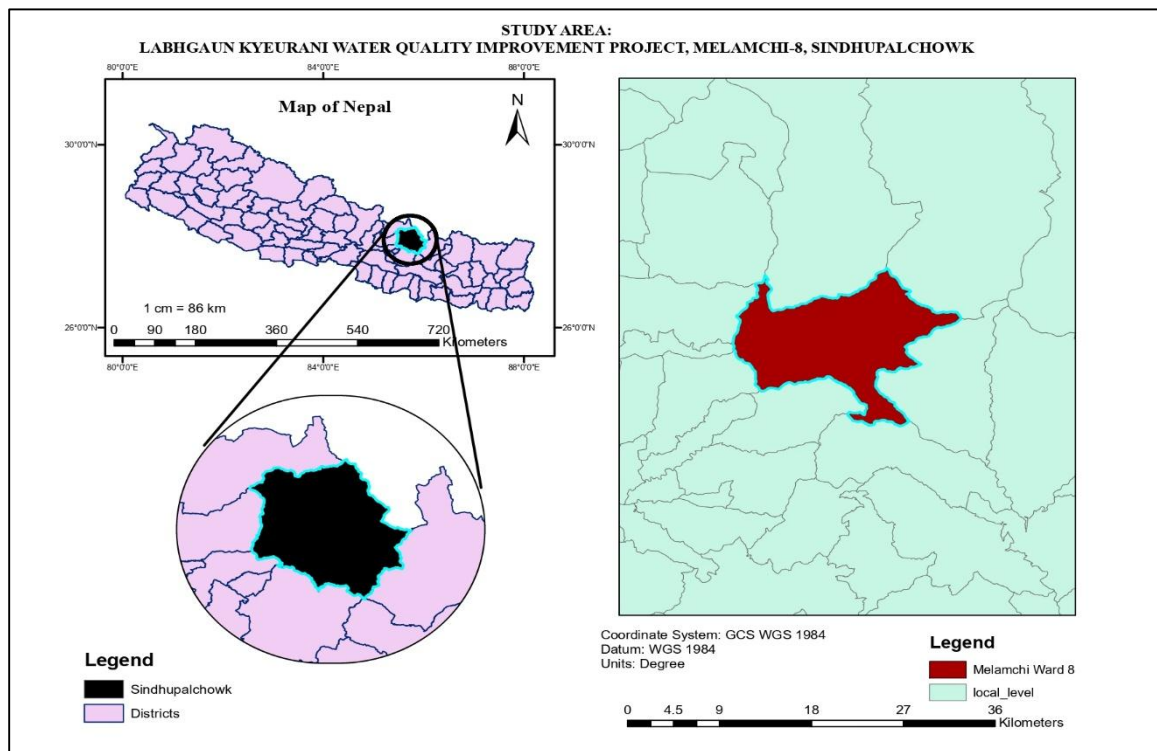 STUDY AREA:
LABHGAUN KYEURANI WATER QUALITY IMPROVEMENT PROJECT, MELAMCHI-8, SINDHUPALCHOWK
80°0'0"E 84°0'0"E 88°0'0"E
Map of Nepal
N
30°0'0"N 30°0'0"N
1 cm = 86 km
26°0'0"N 26°0'0"N
0 90 180 360 540 720
Kilometers
80°0'0"E 84°0'0"E 88°0'0"E
Legend
Sindhupalchowk
Districts
Coordinate System: GCS WGS 1984
Datum: WGS 1984
Units: Degree
Legend
Melamchi Ward 8
local_level
0 4.5 9 18 27 36
Kilometers